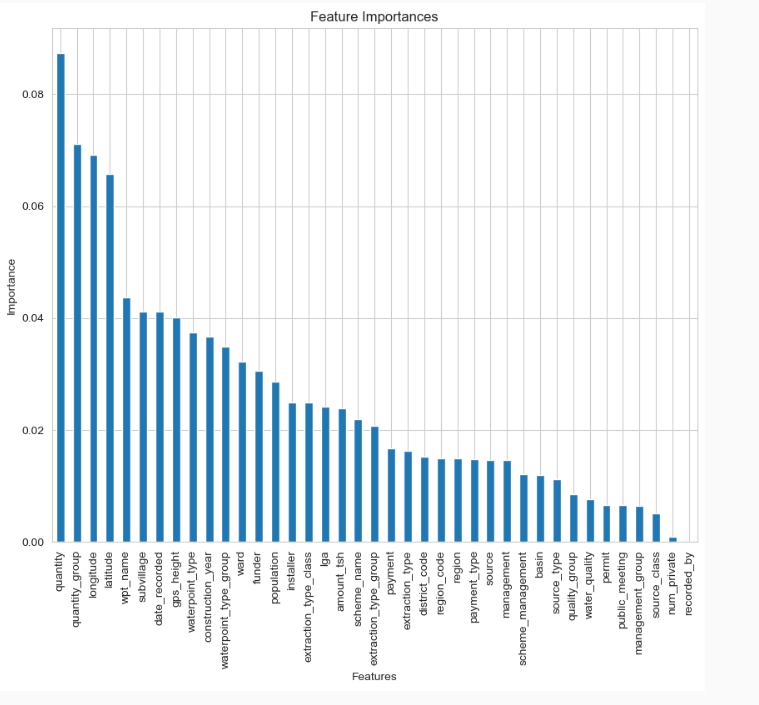 Feature Importances
0.08
0.06
0.04
0.02
0.00
Importance
quantity
quantity_group
longitude
latitude
wpt_name
subvillage
date_recorded
gps_height
waterpoint_type
construction_year
waterpoint_type_group
ward
funder
population
installer
extraction_type_class
lga
amount_tsh
scheme_name
extraction_type_group
payment
extraction_type
district_code
region_code
region
payment_type
source
management
scheme_management
basin
source_type
quality_group
water_quality
permit
public_meeting
management_group
source_class
num_private
recorded_by
Features